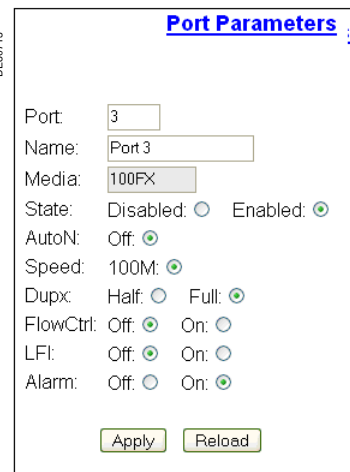 Port Parameters
Port: 3
Name: Port 3
Media: 100FX
State: Disabled: Enabled:
AutoN: Off:
Speed: 100M:
Dupx: Half: Full:
FlowCtrl: Off: On:
LFI: Off: On:
Alarm: Off: On:
Apply Reload